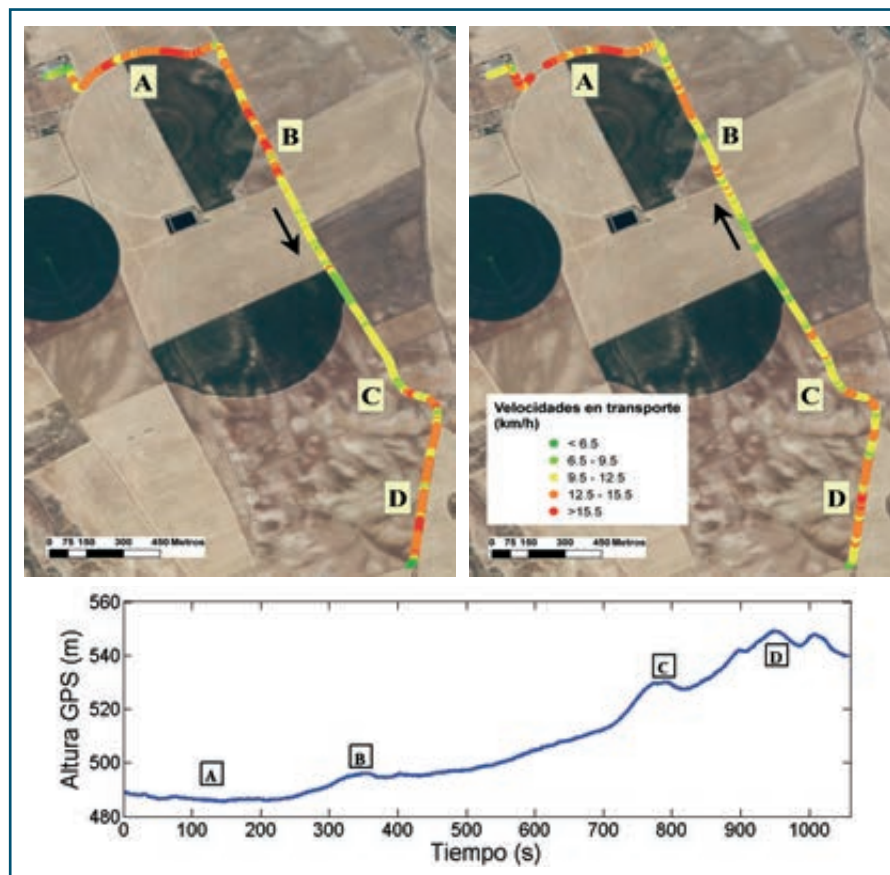 A
B
C
D
0 75 150 300 450 Metros
A
B
C
D
Velocidades en transporte
(km/h)
< 6.5
6.5 - 9.5
9.5 - 12.5
12.5 - 15.5
>15.5
0 75 150 300 450 Metros
Altura GPS (m)
560
540
520
500
480
A
B
C
D
0 100 200 300 400 500 600 700 800 900 1000
Tiempo (s)